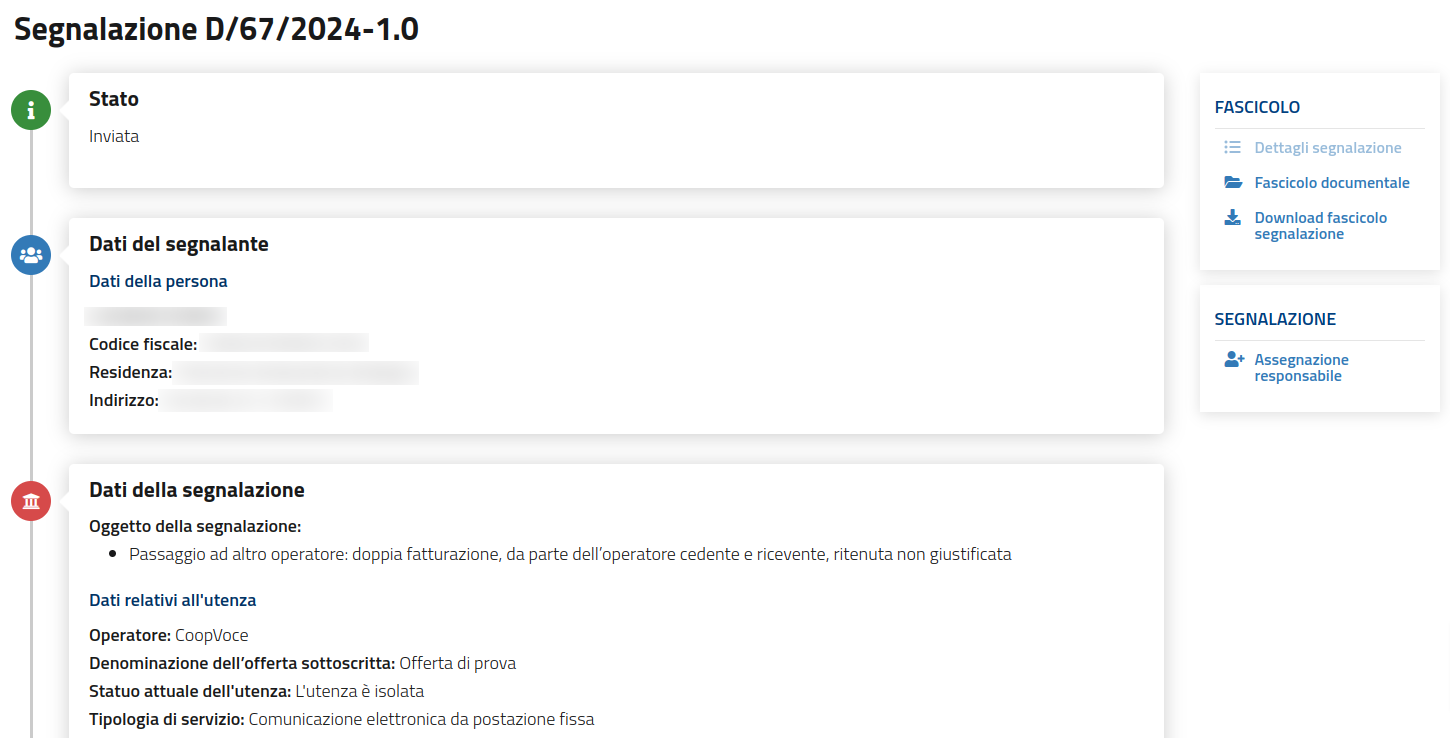 Segnalazione D/67/2024-1.0
Stato
Inviata
Dati del segnalante
Dati della persona
Codice fiscale:
Residenza:
Indirizzo:
Dati della segnalazione
Oggetto della segnalazione:
Passaggio ad altro operatore: doppia fatturazione, da parte dell’operatore cedente e ricevente, ritenuta non giustificata
Dati relativi all'utenza
Operatore: CoopVoce
Denominazione dell’offerta sottoscritta: Offerta di prova
Statuo attuale dell'utenza: L'utenza è isolata
Tipologia di servizio: Comunicazione elettronica da postazione fissa
FASCICOLO
Dettagli segnalazione
Fascicolo documentale
Download fascicolo
segnalazione
SEGNALAZIONE
Assegnazione
responsabile